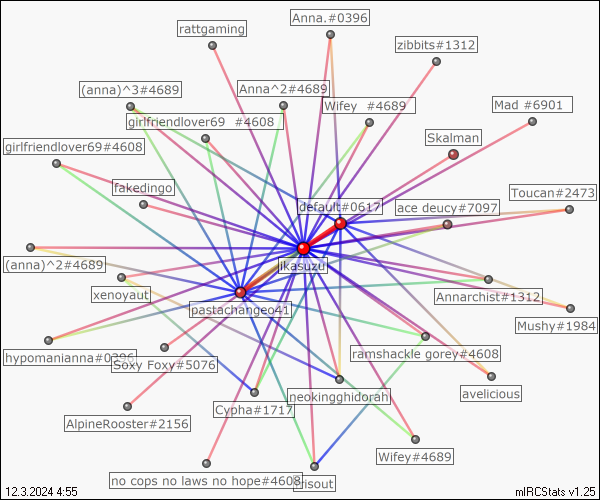 Anna.#0396
rattgaming
zibbits#1312
(anna)^3#4689
Anna^2#4689
Wifey #4689
Mad #6901
girlfriendlover69 #4608
Skalman
girlfriendlover69#4608
fakedingo
Toucan#2473
default#0617
ace deucy#7097
(anna)^2#4689
jkasuzu
xenoyaut
Annarchist#1312
pastachangeo41
Mushy#1984
hypomanianna#0396
ramshackle gorey#4608
Soxy Foxy#5076
avelicious
neokingghidorah
Cypha#1717
AlpineRooster#2156
Wifey#4689
no cops no laws no hope#4608
12.3.2024 4:55
mIRCStats v1.25